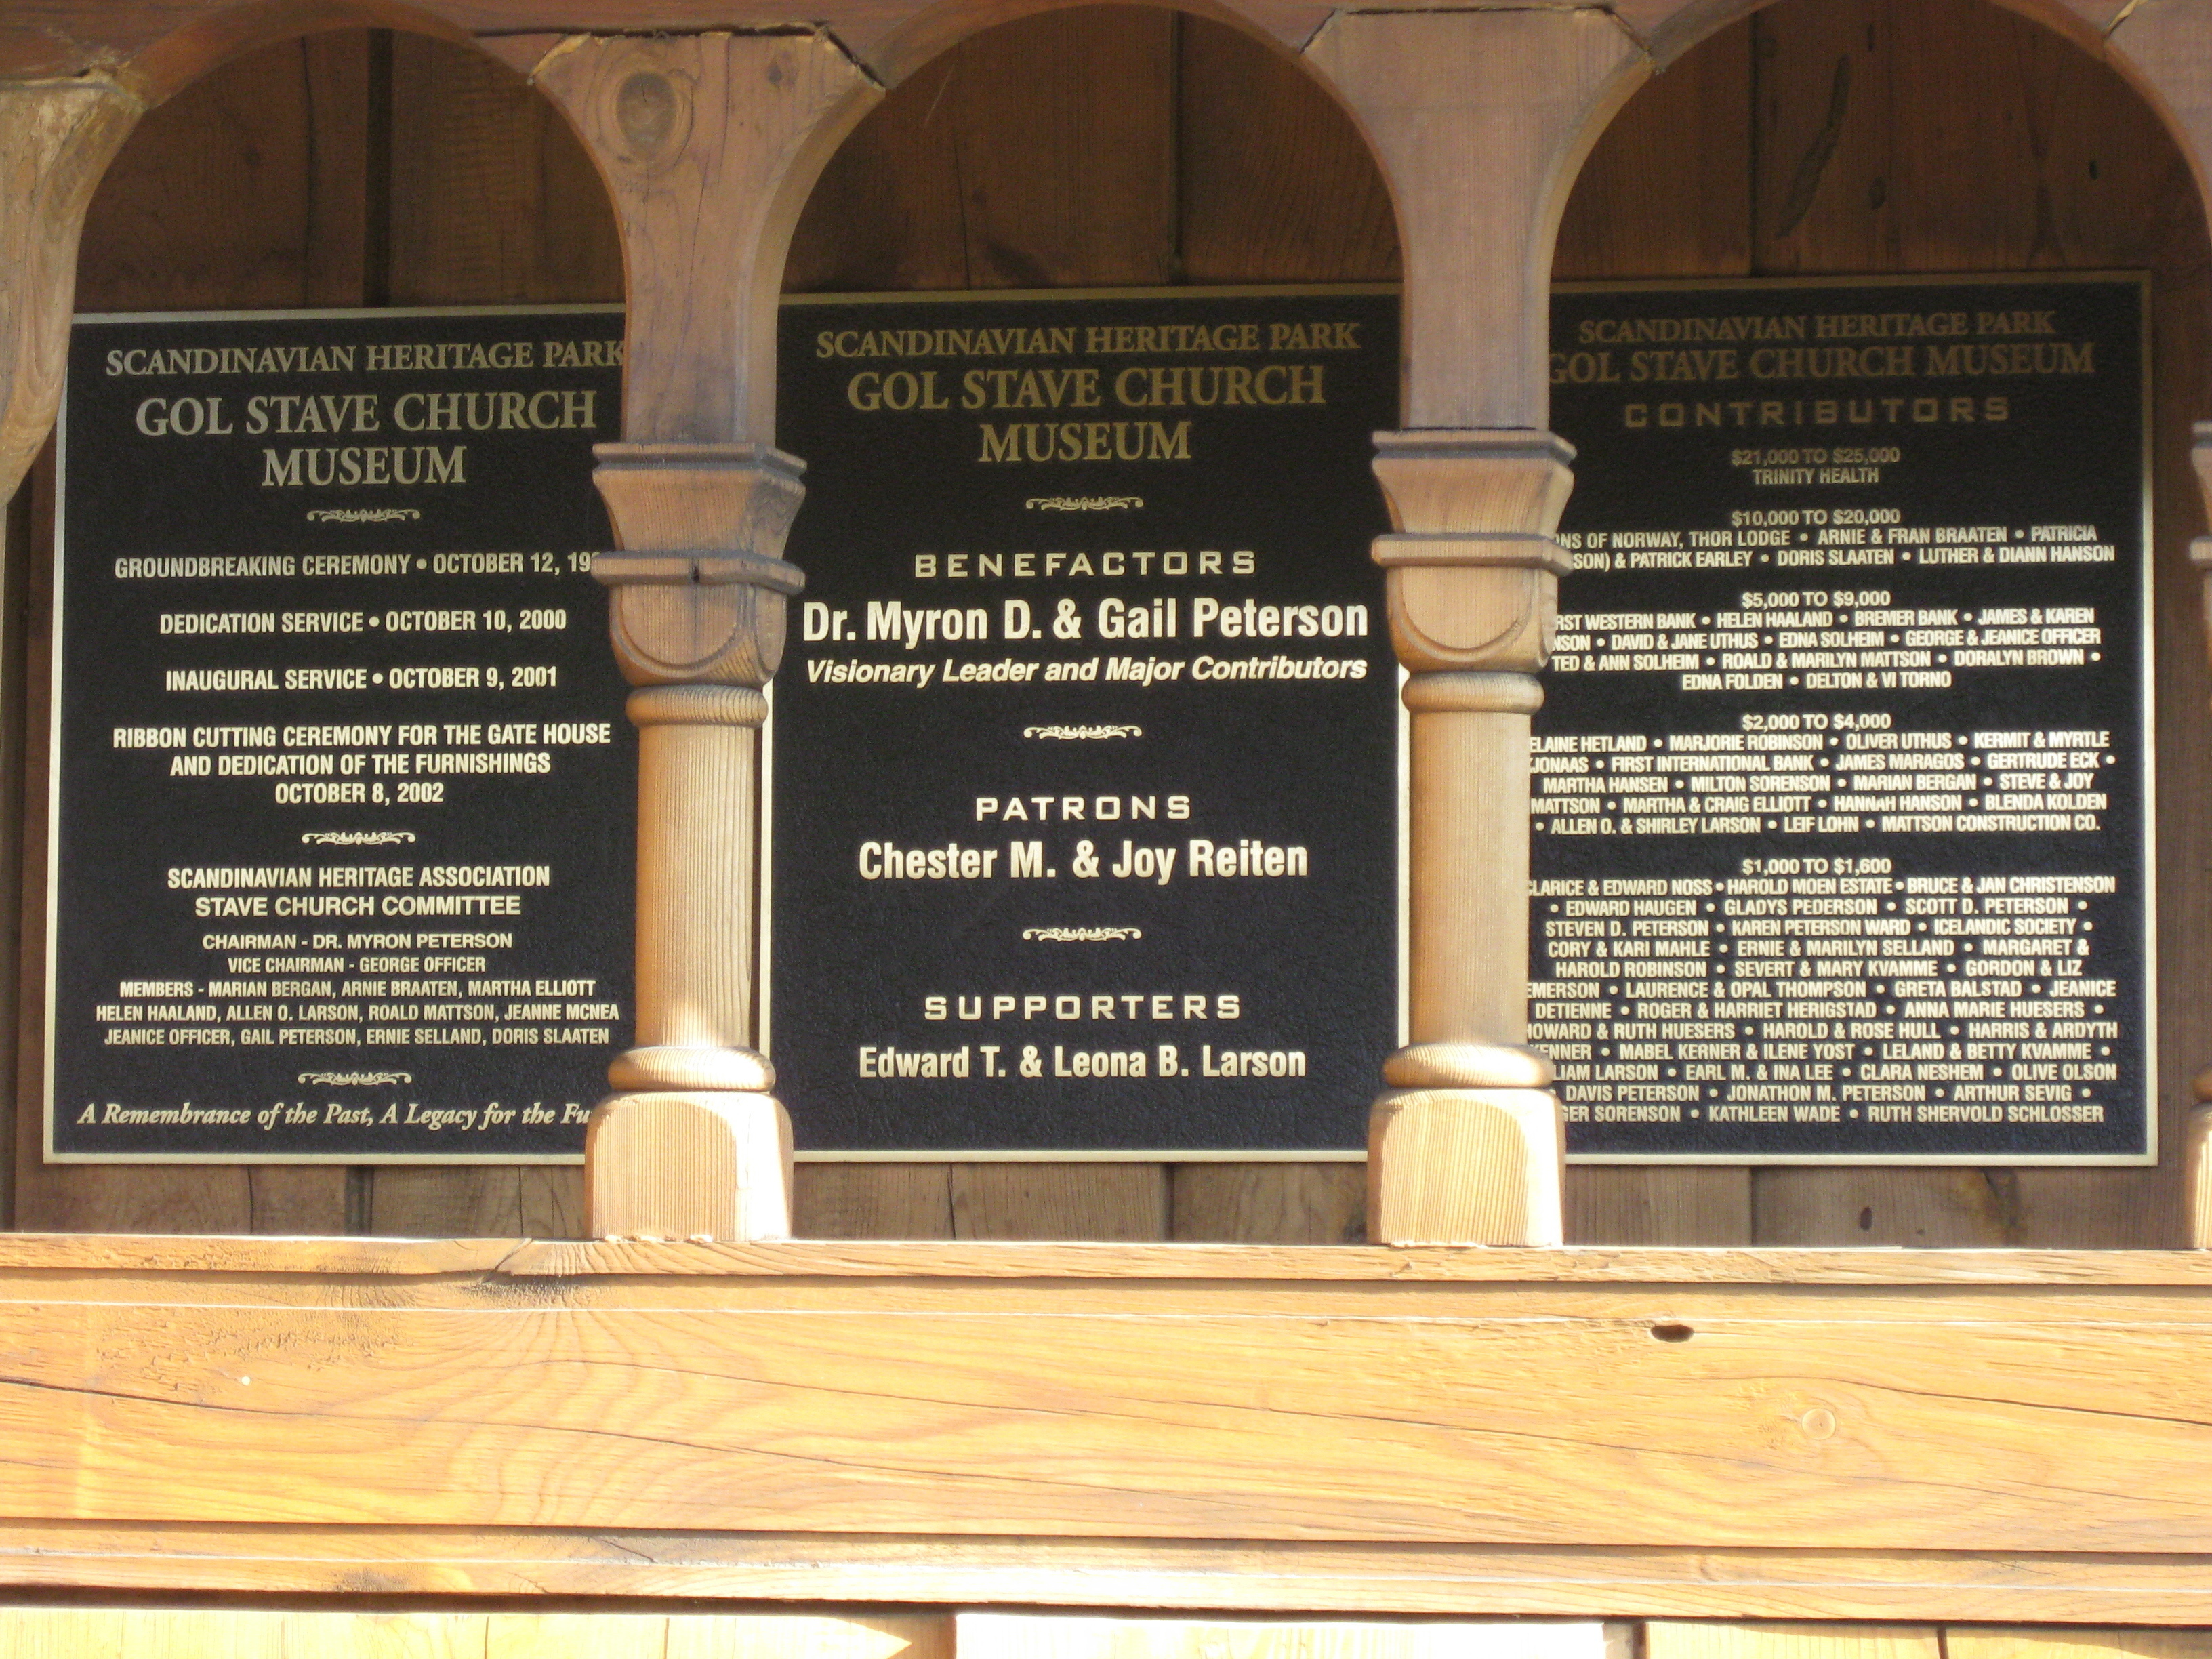 SCANDINAVIAN HERITAGE PARK
GOL STAVE CHURCH
MUSEUM
GROUNDBREAKING CEREMONY • OCTOBER 12, 19
DEDICATION SERVICE • OCTOBER 10, 2000
INAUGURAL SERVICE • OCTOBER 9, 2001
RIBBON CUTTING CEREMONY FOR THE GATE HOUSE
AND DEDICATION OF THE FURNISHINGS
OCTOBER 8, 2002
SCANDINAVIAN HERITAGE ASSOCIATION
STAVE CHURCH COMMITTEE
CHAIRMAN - DR. MYRON PETERSON
VICE CHAIRMAN - GEORGE OFFICER
MEMBERS - MARIAN BERGAN, ARNIE BRAATEN, MARTHA ELLIOTT
HELEN HAALAND, ALLEN O. LARSON, ROALD MATTSON, JEANNE MCNEA
JEANICE OFFICER, GAIL PETERSON, ERNIE SELLAND, DORIS SLAATEN
A Remembrance of the Past, A Legacy for the Fu
SCANDINAVIAN HERITAGE PARK
GOL STAVE CHURCH
MUSEUM
BENEFACTORS
Dr. Myron D. & Gail Peterson
Visionary Leader and Major Contributors
PATRONS
Chester M. & Joy Reiten
SUPPORTERS
Edward T. & Leona B. Larson
SCANDINAVIAN HERITAGE PARK
GOL STAVE CHURCH MUSEUM
CONTRIBUTORS
$21,000 TO $25,000
TRINITY HEALTH
$10,000 TO $20,000
NS OF NORWAY, THOR LODGE • ARNIE & FRAN BRAATEN • PATRICIA
SON) & PATRICK EARLEY • DORIS SLAATEN • LUTHER & DIANN HANSON
$5,000 TO $9,000
RST WESTERN BANK • HELEN HAALAND • BREMER BANK • JAMES & KAREN
NSON • DAVID & JANE UTHUS • EDNA SOLHEIM • GEORGE & JEANICE OFFICER
TED & ANN SOLHEIM • ROALD & MARILYN MATTSON • DORALYN BROWN •
EDNA FOLDEN • DELTON & VI TORNO
$2,000 TO $4,000
ELAINE HETLAND • MARJORIE ROBINSON • OLIVER UTHUS • KERMIT & MYRTLE
JONAAS • FIRST INTERNATIONAL BANK • JAMES MARAGOS • GERTRUDE ECK •
MARTHA HANSEN • MILTON SORENSON • MARIAN BERGAN • STEVE & JOY
MATTSON • MARTHA & CRAIG ELLIOTT • HANNAH HANSON • BLENDA KOLDEN
• ALLEN O. & SHIRLEY LARSON • LEIF LOHN • MATTSON CONSTRUCTION CO.
$1,000 TO $1,600
CLARICE & EDWARD NOSS • HAROLD MOEN ESTATE • BRUCE & JAN CHRISTENSON
• EDWARD HAUGEN • GLADYS PEDERSON • SCOTT D. PETERSON •
STEVEN D. PETERSON • KAREN PETERSON WARD • ICELANDIC SOCIETY •
CORY & KARI MAHLE • ERNIE & MARILYN SELLAND • MARGARET &
HAROLD ROBINSON • SEVERT & MARY KVAMME • GORDON & LIZ
EMERSON • LAURENCE & OPAL THOMPSON • GRETA BALSTAD • JEANICE
DETIENNE • ROGER & HARRIET HERIGSTAD • ANNA MARIE HUESERS •
HOWARD & RUTH HUESERS • HAROLD & ROSE HULL • HARRIS & ARDYTH
KENNER • MABEL KERNER & ILENE YOST • LELAND & BETTY KVAMME •
LIAM LARSON • EARL M. & INA LEE • CLARA NESHEM • OLIVE OLSON
DAVIS PETERSON • JONATHON M. PETERSON • ARTHUR SEVIG •
GER SORENSON • KATHLEEN WADE • RUTH SHERVOLD SCHLOSSER